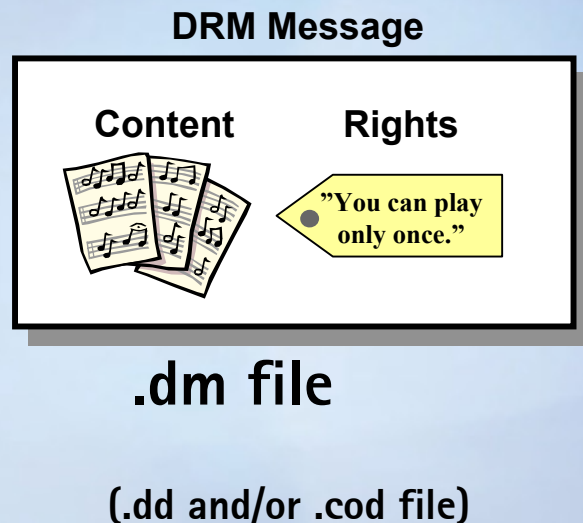 DRM Message
Content Rights
”You can play
only once.”
.dm file
(.dd and/or .cod file)